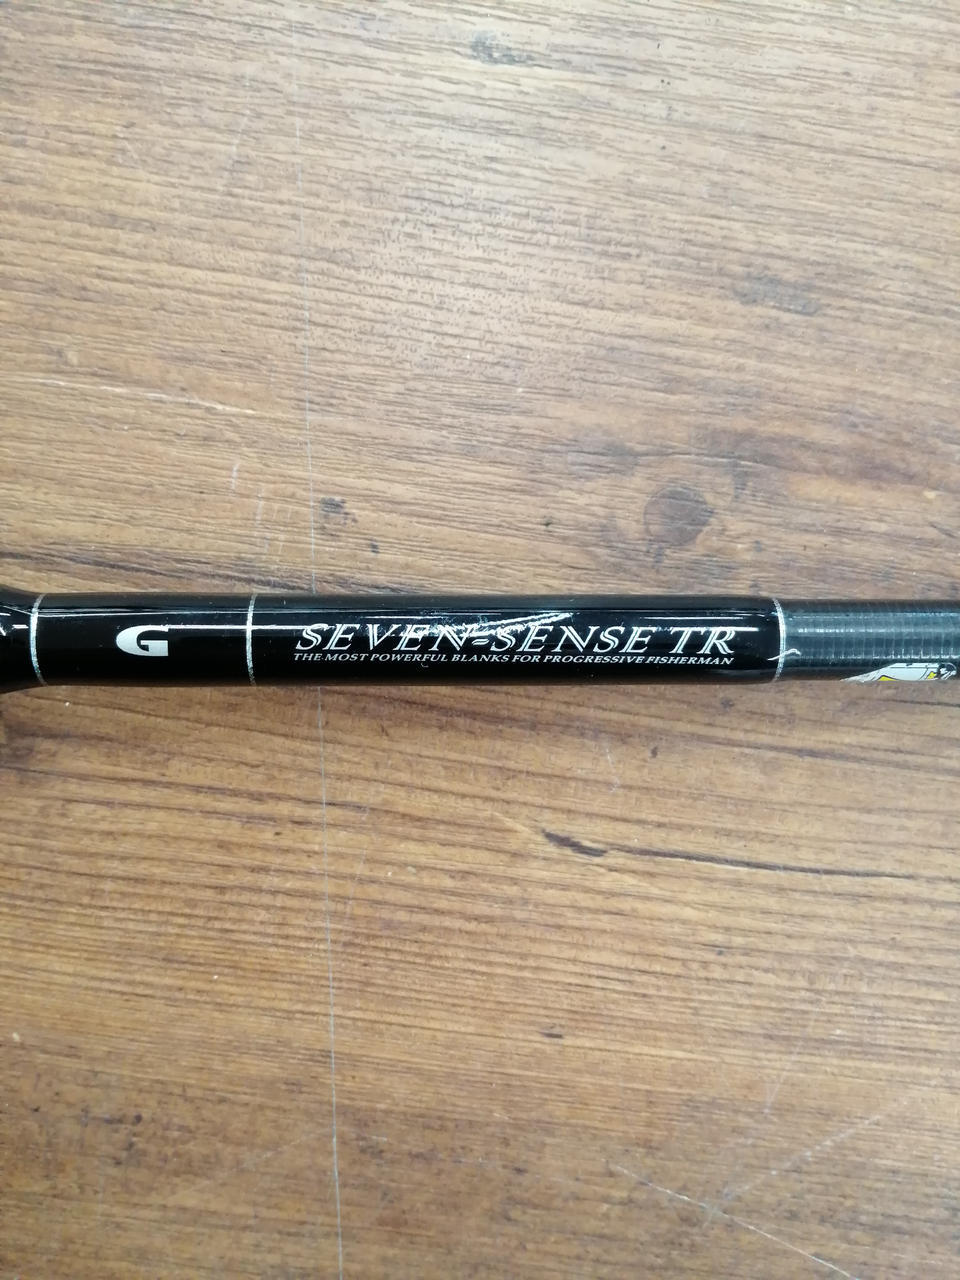 G
SEVEN-SENSE TR
THE MOST POWERFUL BLANKS FOR PROGRESSIVE FISHERMAN